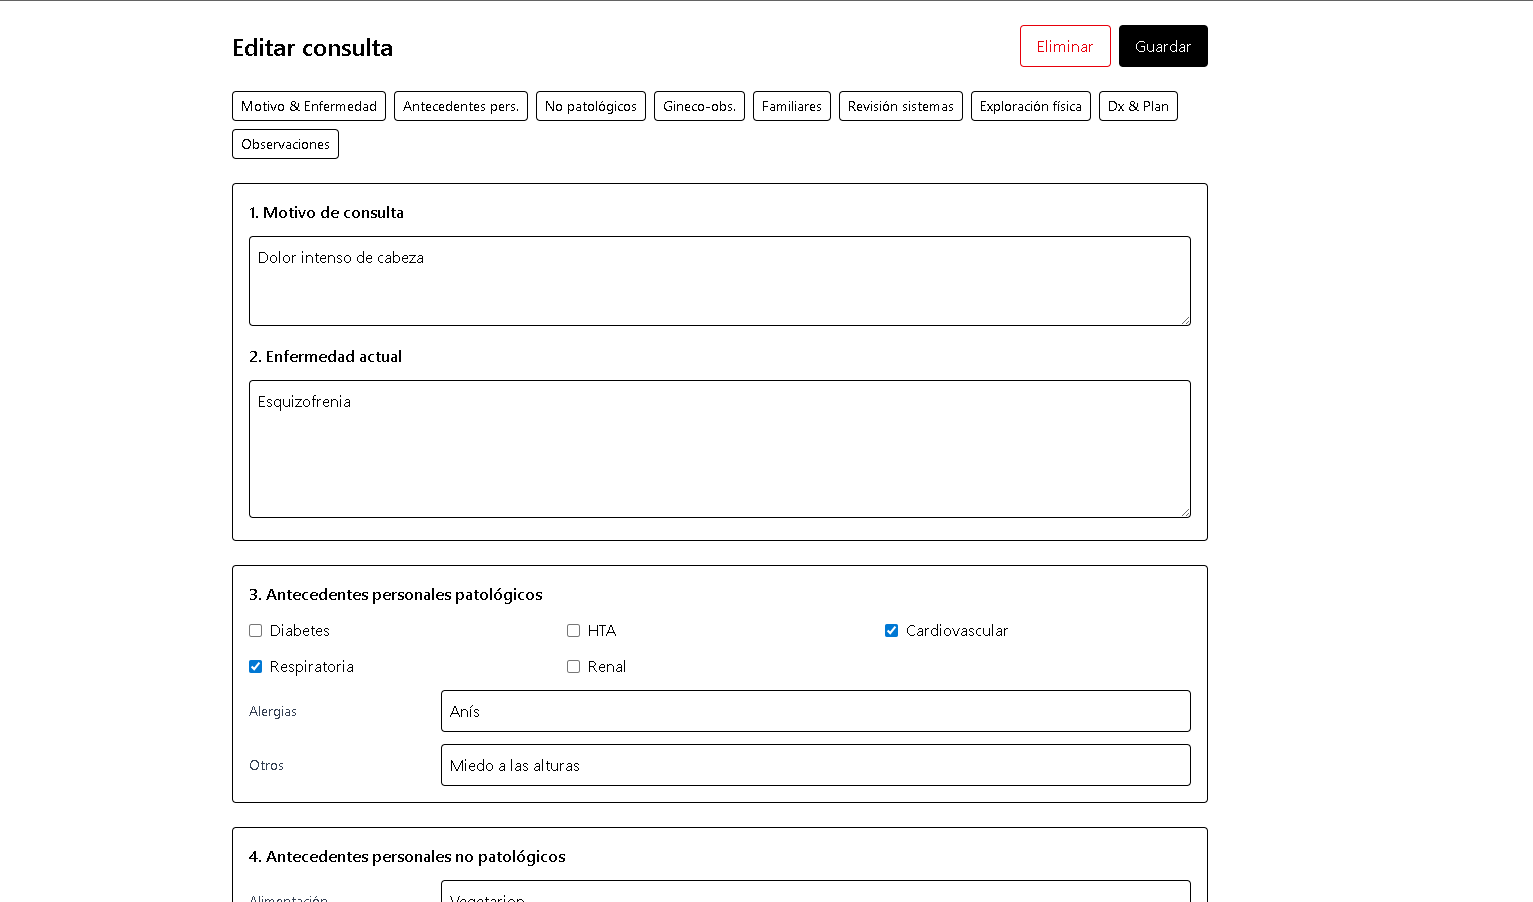 Editar consulta
Eliminar
Guardar
Motivo & Enfermedad
Antecedentes pers.
No patológicos
Gineco-obs.
Familiares
Revisión sistemas
Exploración física
Dx & Plan
Observaciones
1. Motivo de consulta
Dolor intenso de cabeza
2. Enfermedad actual
Esquizofrenia
3. Antecedentes personales patológicos
Diabetes
HTA
Cardiovascular
Respiratoria
Renal
Alergias
Anís
Otros
Miedo a las alturas
4. Antecedentes personales no patológicos
Alimentación